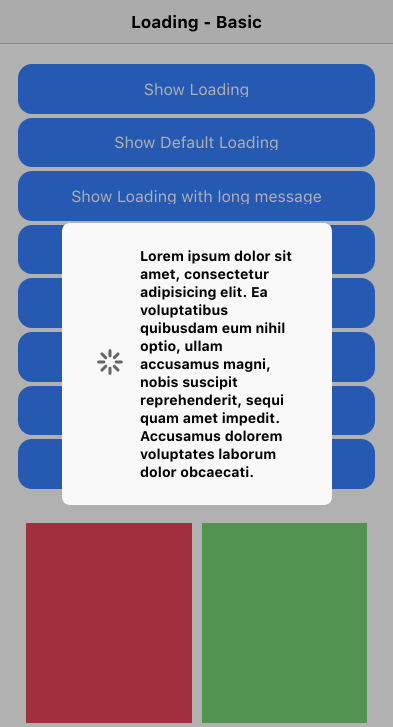 Loading - Basic
Show Loading
Show Default Loading
Show Loading with long message
Lorem ipsum dolor sit
amet, consectetur
adipisicing elit. Ea
voluptatibus
quibusdam eum nihil
optio, ullam
accusamus magni,
nobis suscipit
reprehenderit, sequi
quam amet impedit.
Accusamus dolorem
voluptates laborum
dolor obcaecati.